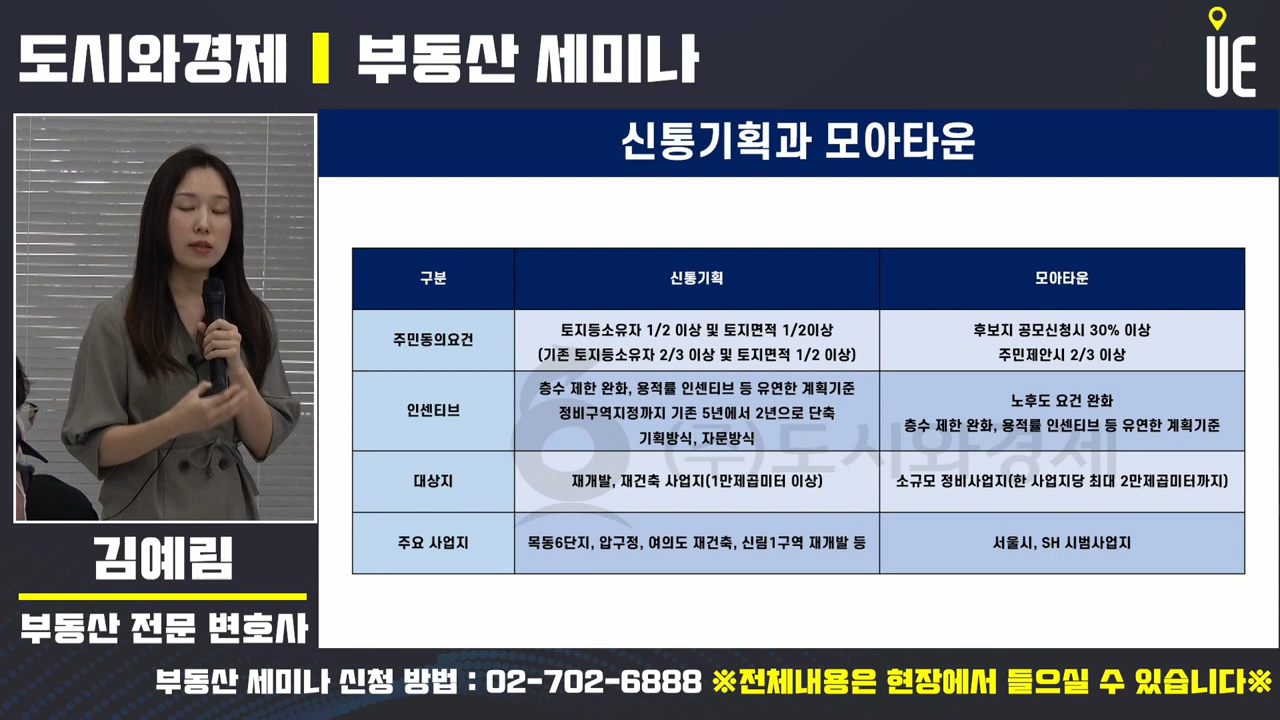 도시와경제 부동산 세미나
UE
신통기획과 모아타운
구분 신통기획 모아타운
주민동의요건
토지등소유자 1/2 이상 및 토지면적 1/2이상
(기존 토지등소유자 2/3 이상 및 토지면적 1/2 이상)
후보지 공모신청시 30% 이상
주민제안시 2/3 이상
인센티브
층수 제한 완화, 용적률 인센티브 등 유연한 계획기준
정비구역지정까지 기존 5년에서 2년으로 단축
기획방식, 자문방식
노후도 요건 완화
층수 제한 완화, 용적률 인센티브 등 유연한 계획기준
(주)도시와경제
대상지
재개발, 재건축 사업지(1만제곱미터 이상)
소규모 정비사업지(한 사업지당 최대 2만제곱미터까지)
주요 사업지
목동6단지, 압구정, 여의도 재건축, 신림1구역 재개발 등
서울시, SH 시범사업지
김예림
부동산 전문 변호사
부동산 세미나 신청 방법 : 02-702-6888 ※전체내용은 현장에서 들으실 수 있습니다※